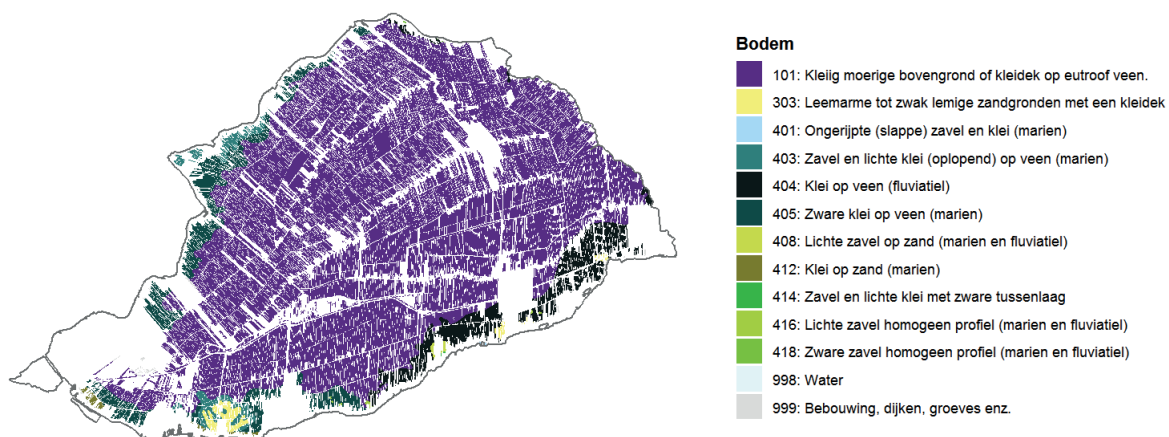 Bodem
101: Kleiig moerige bovengrond of kleidek op eutroof veen.
303: Leemarme tot zwak lemige zandgronden met een kleidek
401: Ongerijpte (slappe) zavel en klei (marien)
403: Zavel en lichte klei (oplopend) op veen (marien)
404: Klei op veen (fluviatiel)
405: Zware klei op veen (marien)
408: Lichte zavel op zand (marien en fluviatiel)
412: Klei op zand (marien)
414: Zavel en lichte klei met zware tussenlaag
416: Lichte zavel homogeen profiel (marien en fluviatiel)
418: Zware zavel homogeen profiel (marien en fluviatiel)
998: Water
999: Bebouwing, dijken, groeves enz.